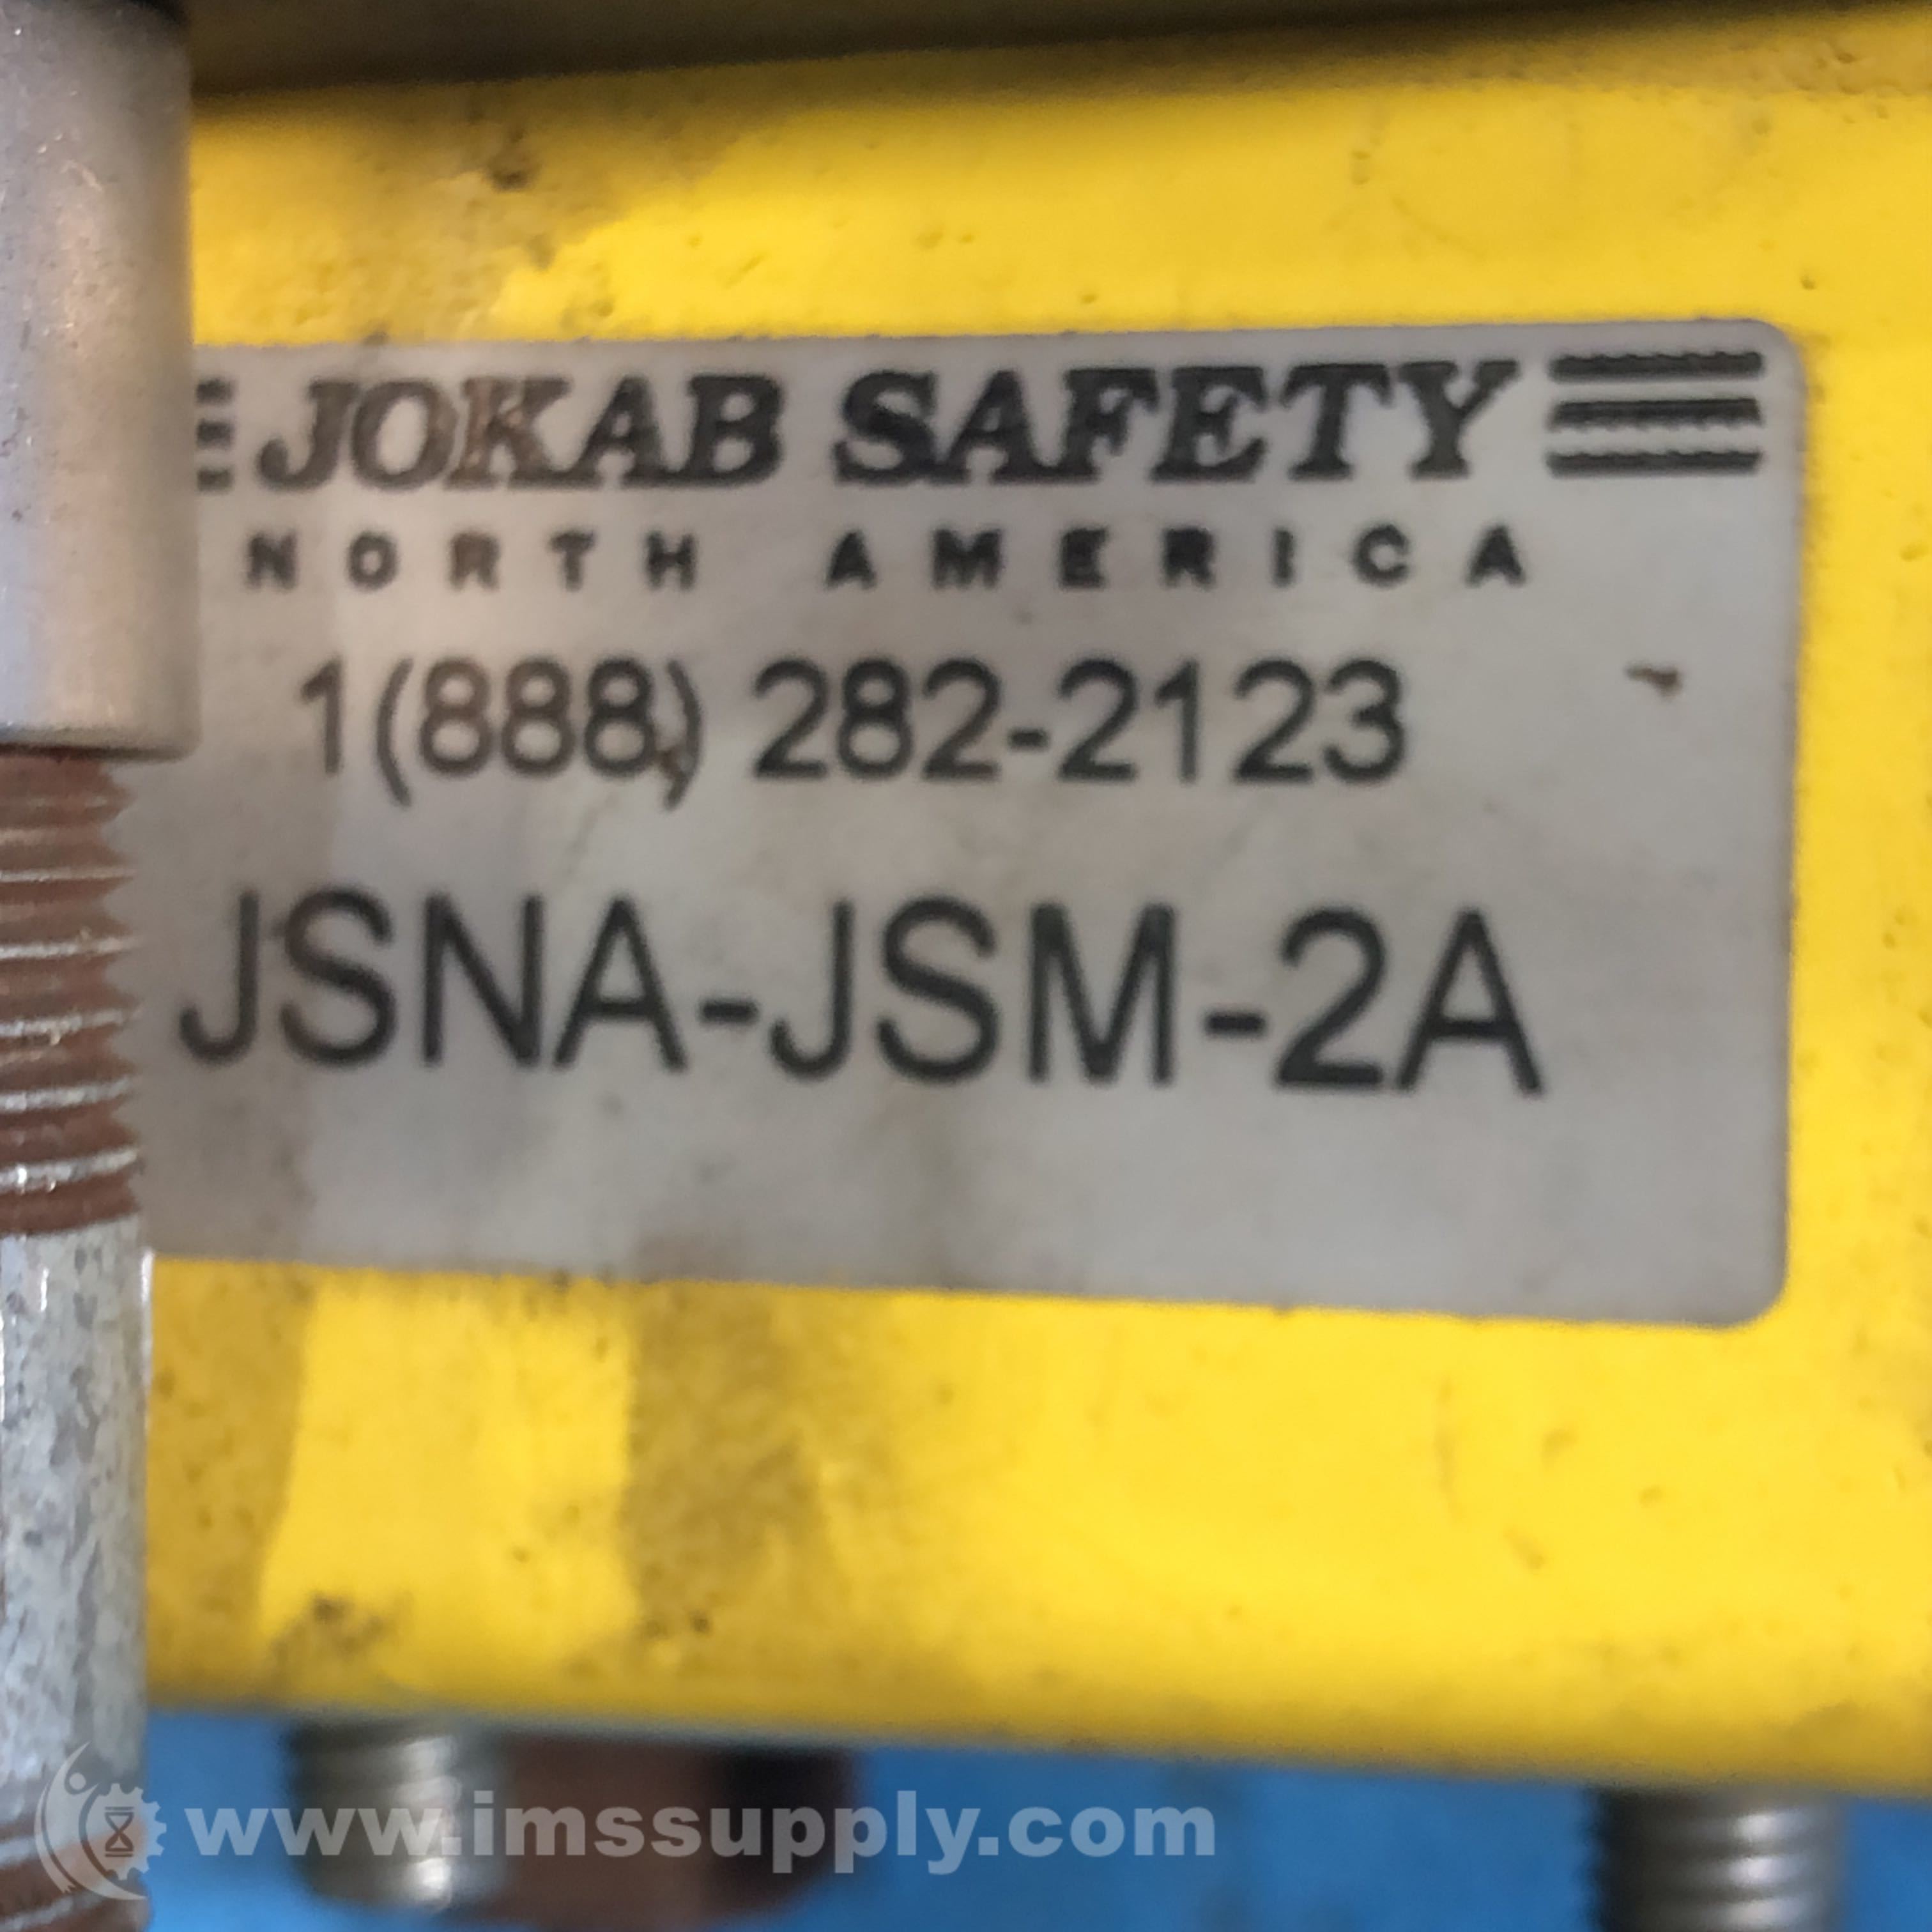 JOKAB SAFETY
NORTH AMERICA
1(888) 282-2123
JSNA-JSM-2A
www.imssupply.com